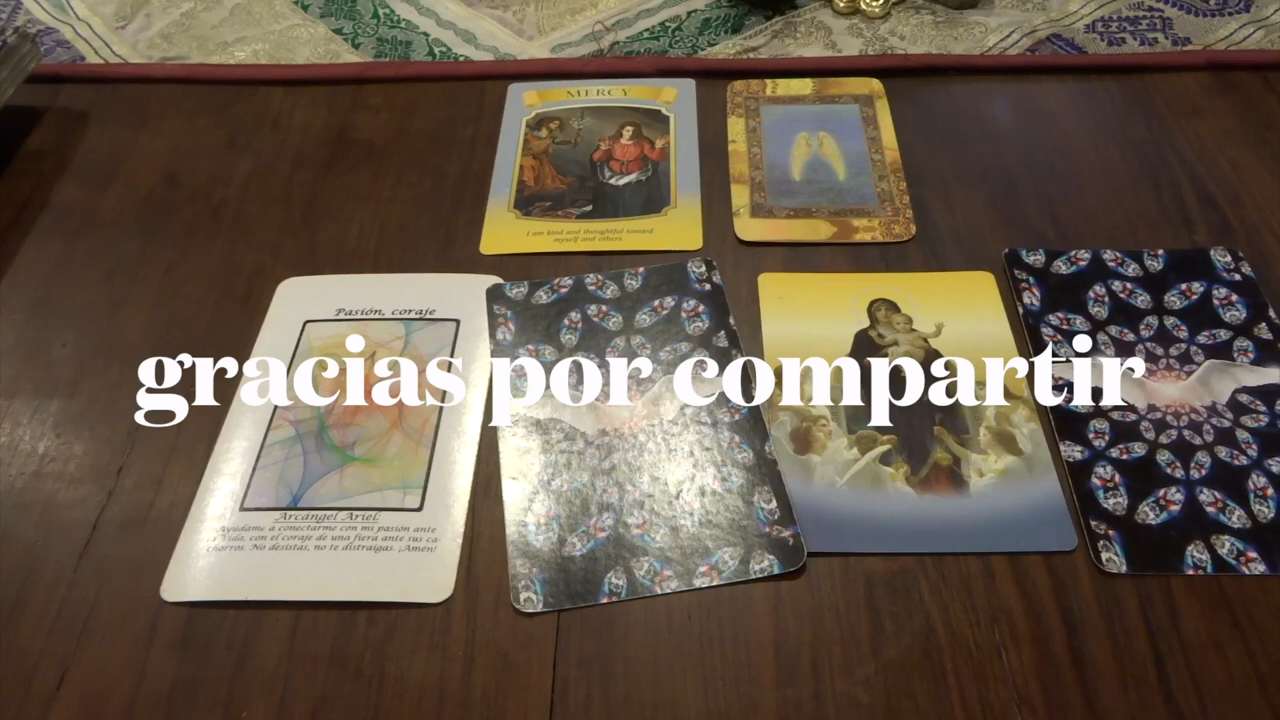 MERCY
I am kind and thoughtful toward
myself and others.
Pasión, coraje
gracias por compartir
Arcángel Ariel:
Ayúdame a conectarme con mi pasión ante
la Vida, con el coraje de una fiera ante sus ca-
chorros. No desistas, no te distraigas. ¡Amén!